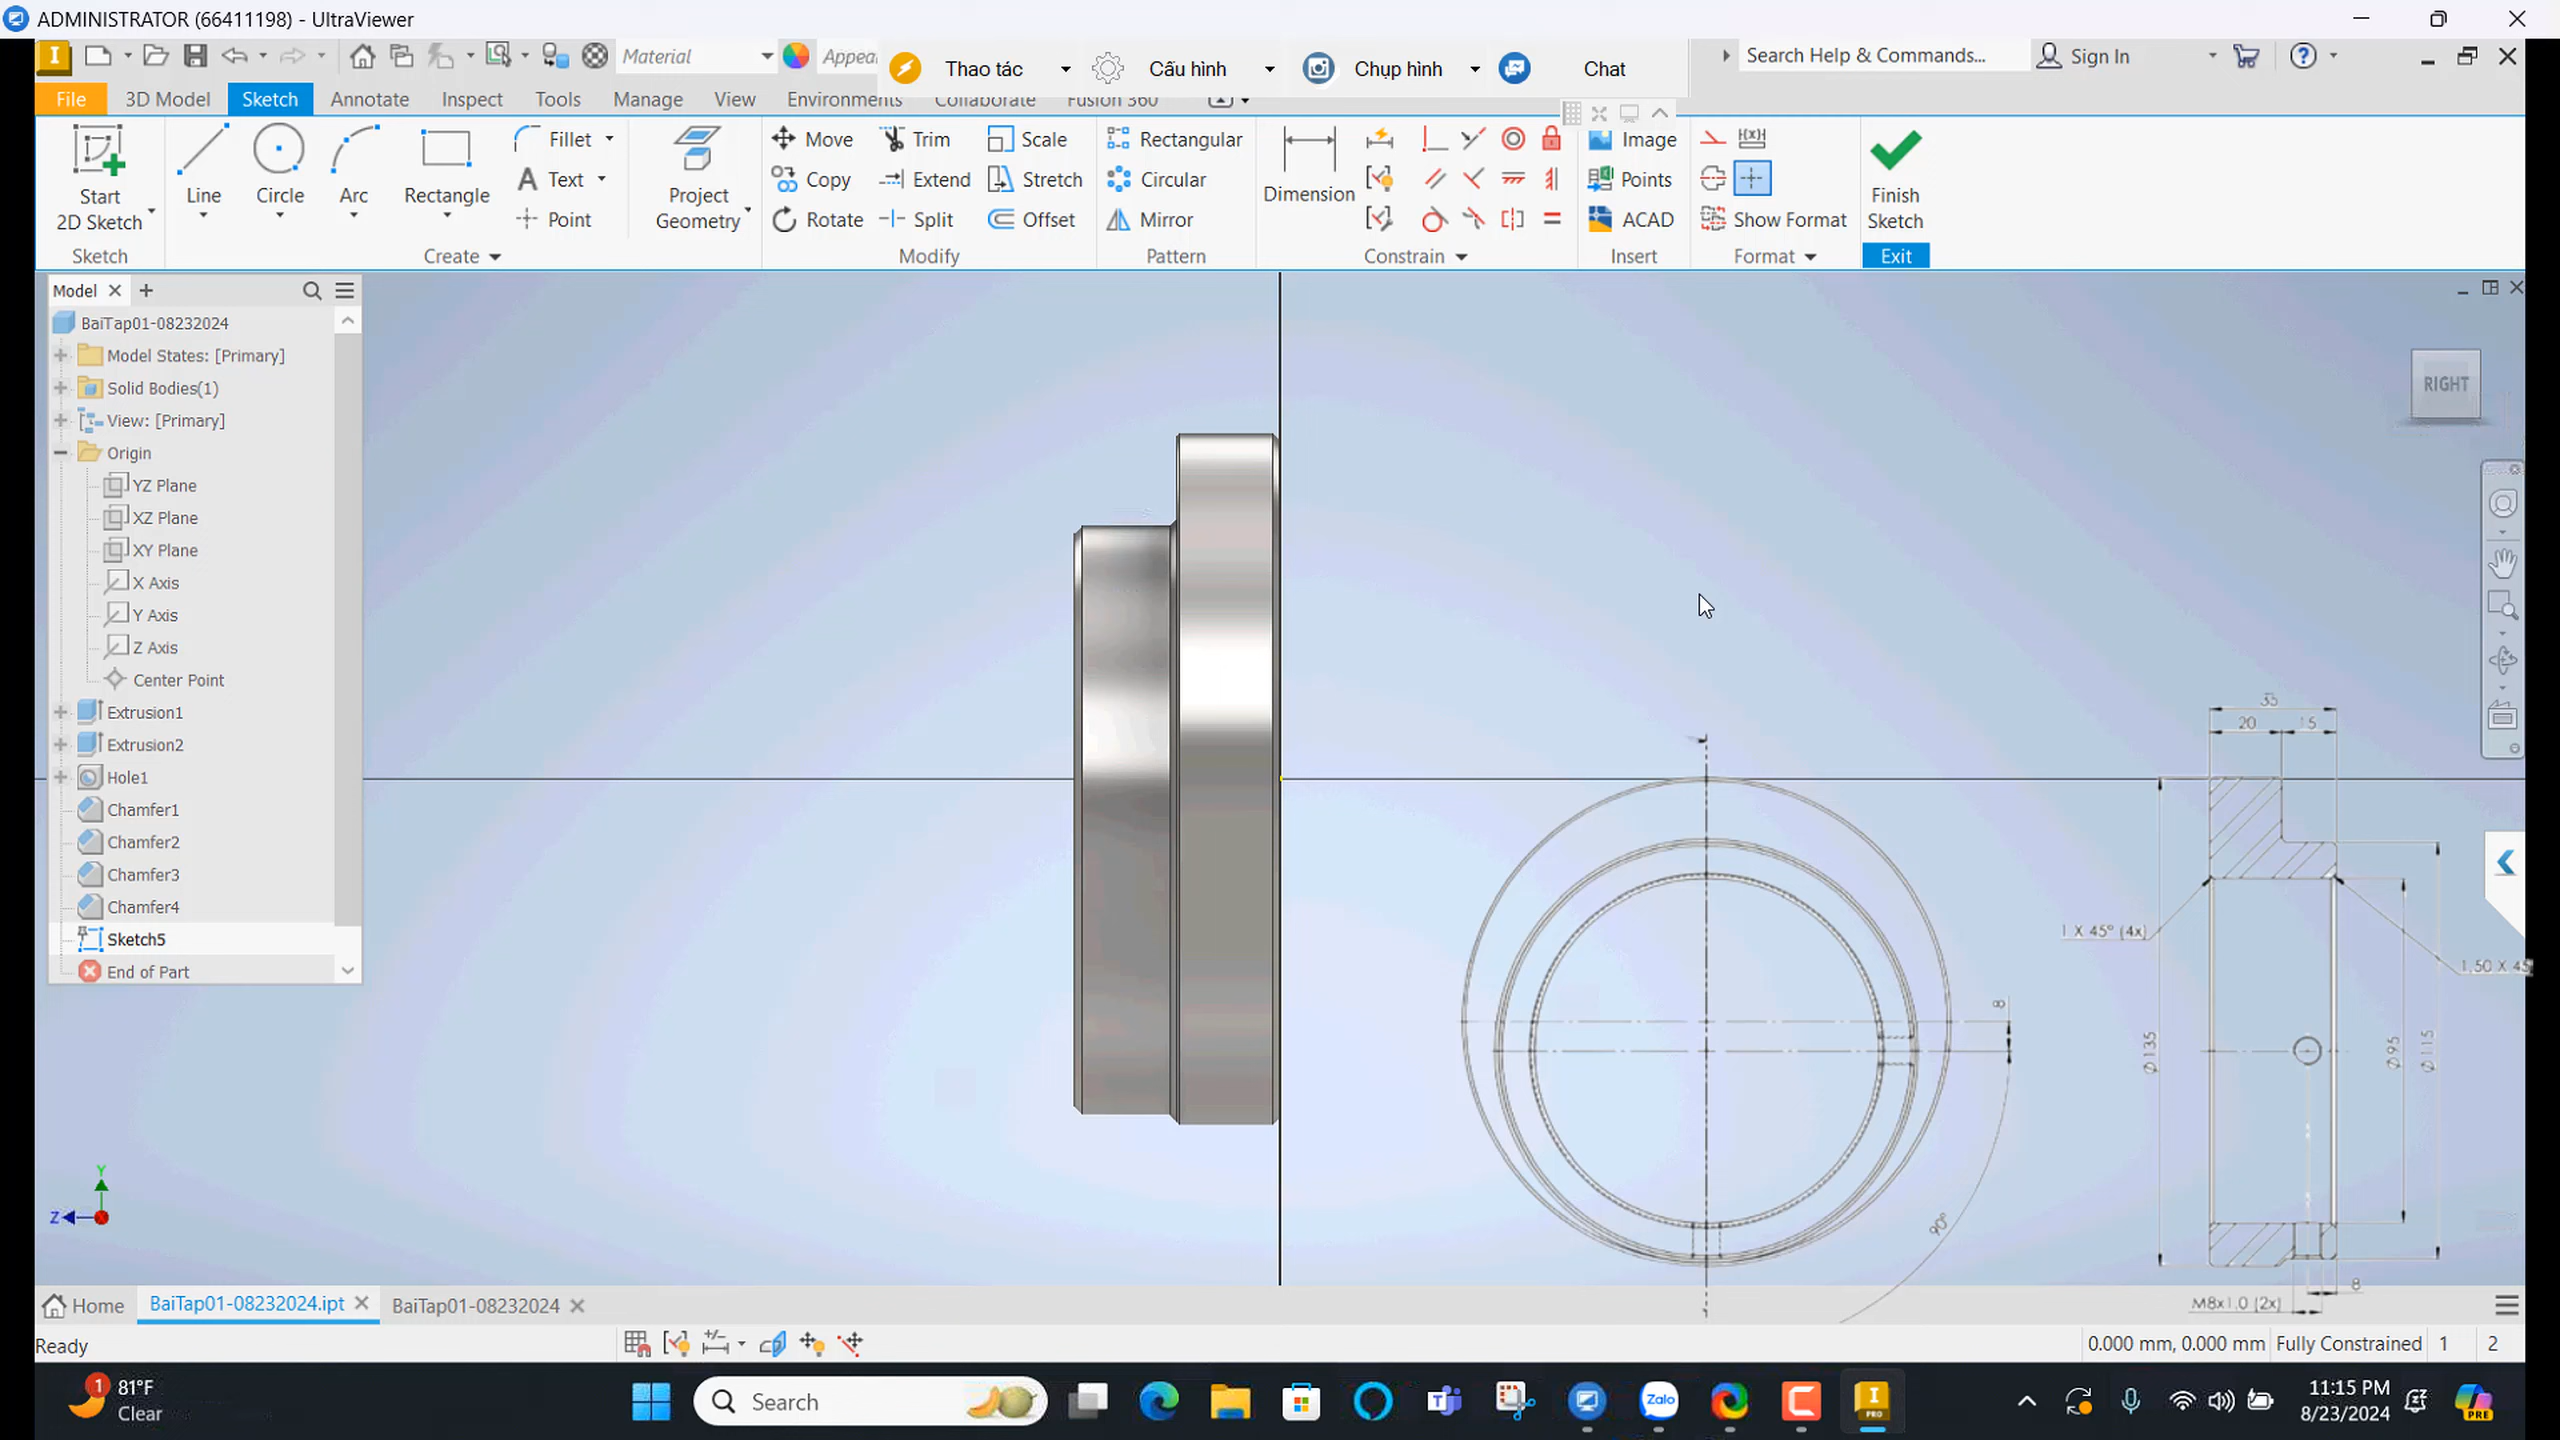 ADMINISTRATOR (66411198) - UltraViewer
Material
Appea
Thao tác
Cấu hình
Chụp hình
Chat
Search Help & Commands...
Sign In
File
3D Model
Sketch
Annotate
Inspect
Tools
Manage
View
Environments
Collaborate
Fusion 360
Start
2D Sketch
Line
Circle
Arc
Rectangle
Fillet
Text
Point
Project
Geometry
Move
Copy
Rotate
Trim
Extend
Split
Scale
Stretch
Offset
Rectangular
Circular
Mirror
Dimension
Image
Points
ACAD
Show Format
Finish
Sketch
Sketch
Create
Modify
Pattern
Constrain
Insert
Format
Exit
Model
BaiTap01-08232024
Model States: [Primary]
Solid Bodies(1)
View: [Primary]
Origin
YZ Plane
XZ Plane
XY Plane
X Axis
Y Axis
Z Axis
Center Point
Extrusion1
Extrusion2
Hole1
Chamfer1
Chamfer2
Chamfer3
Chamfer4
Sketch5
End of Part
RIGHT
35
20
15
1 X 45° (4x)
1.50 X 45
8
Ø135
Ø95
Ø115
90°
8
M8x1.0 (2x)
Y
Z
Home
BaiTap01-08232024.ipt
BaiTap01-08232024
Ready
0.000 mm, 0.000 mm
Fully Constrained
1
2
1
81°F
Clear
Search
Zalo
I
PRO
11:15 PM
8/23/2024
PRE